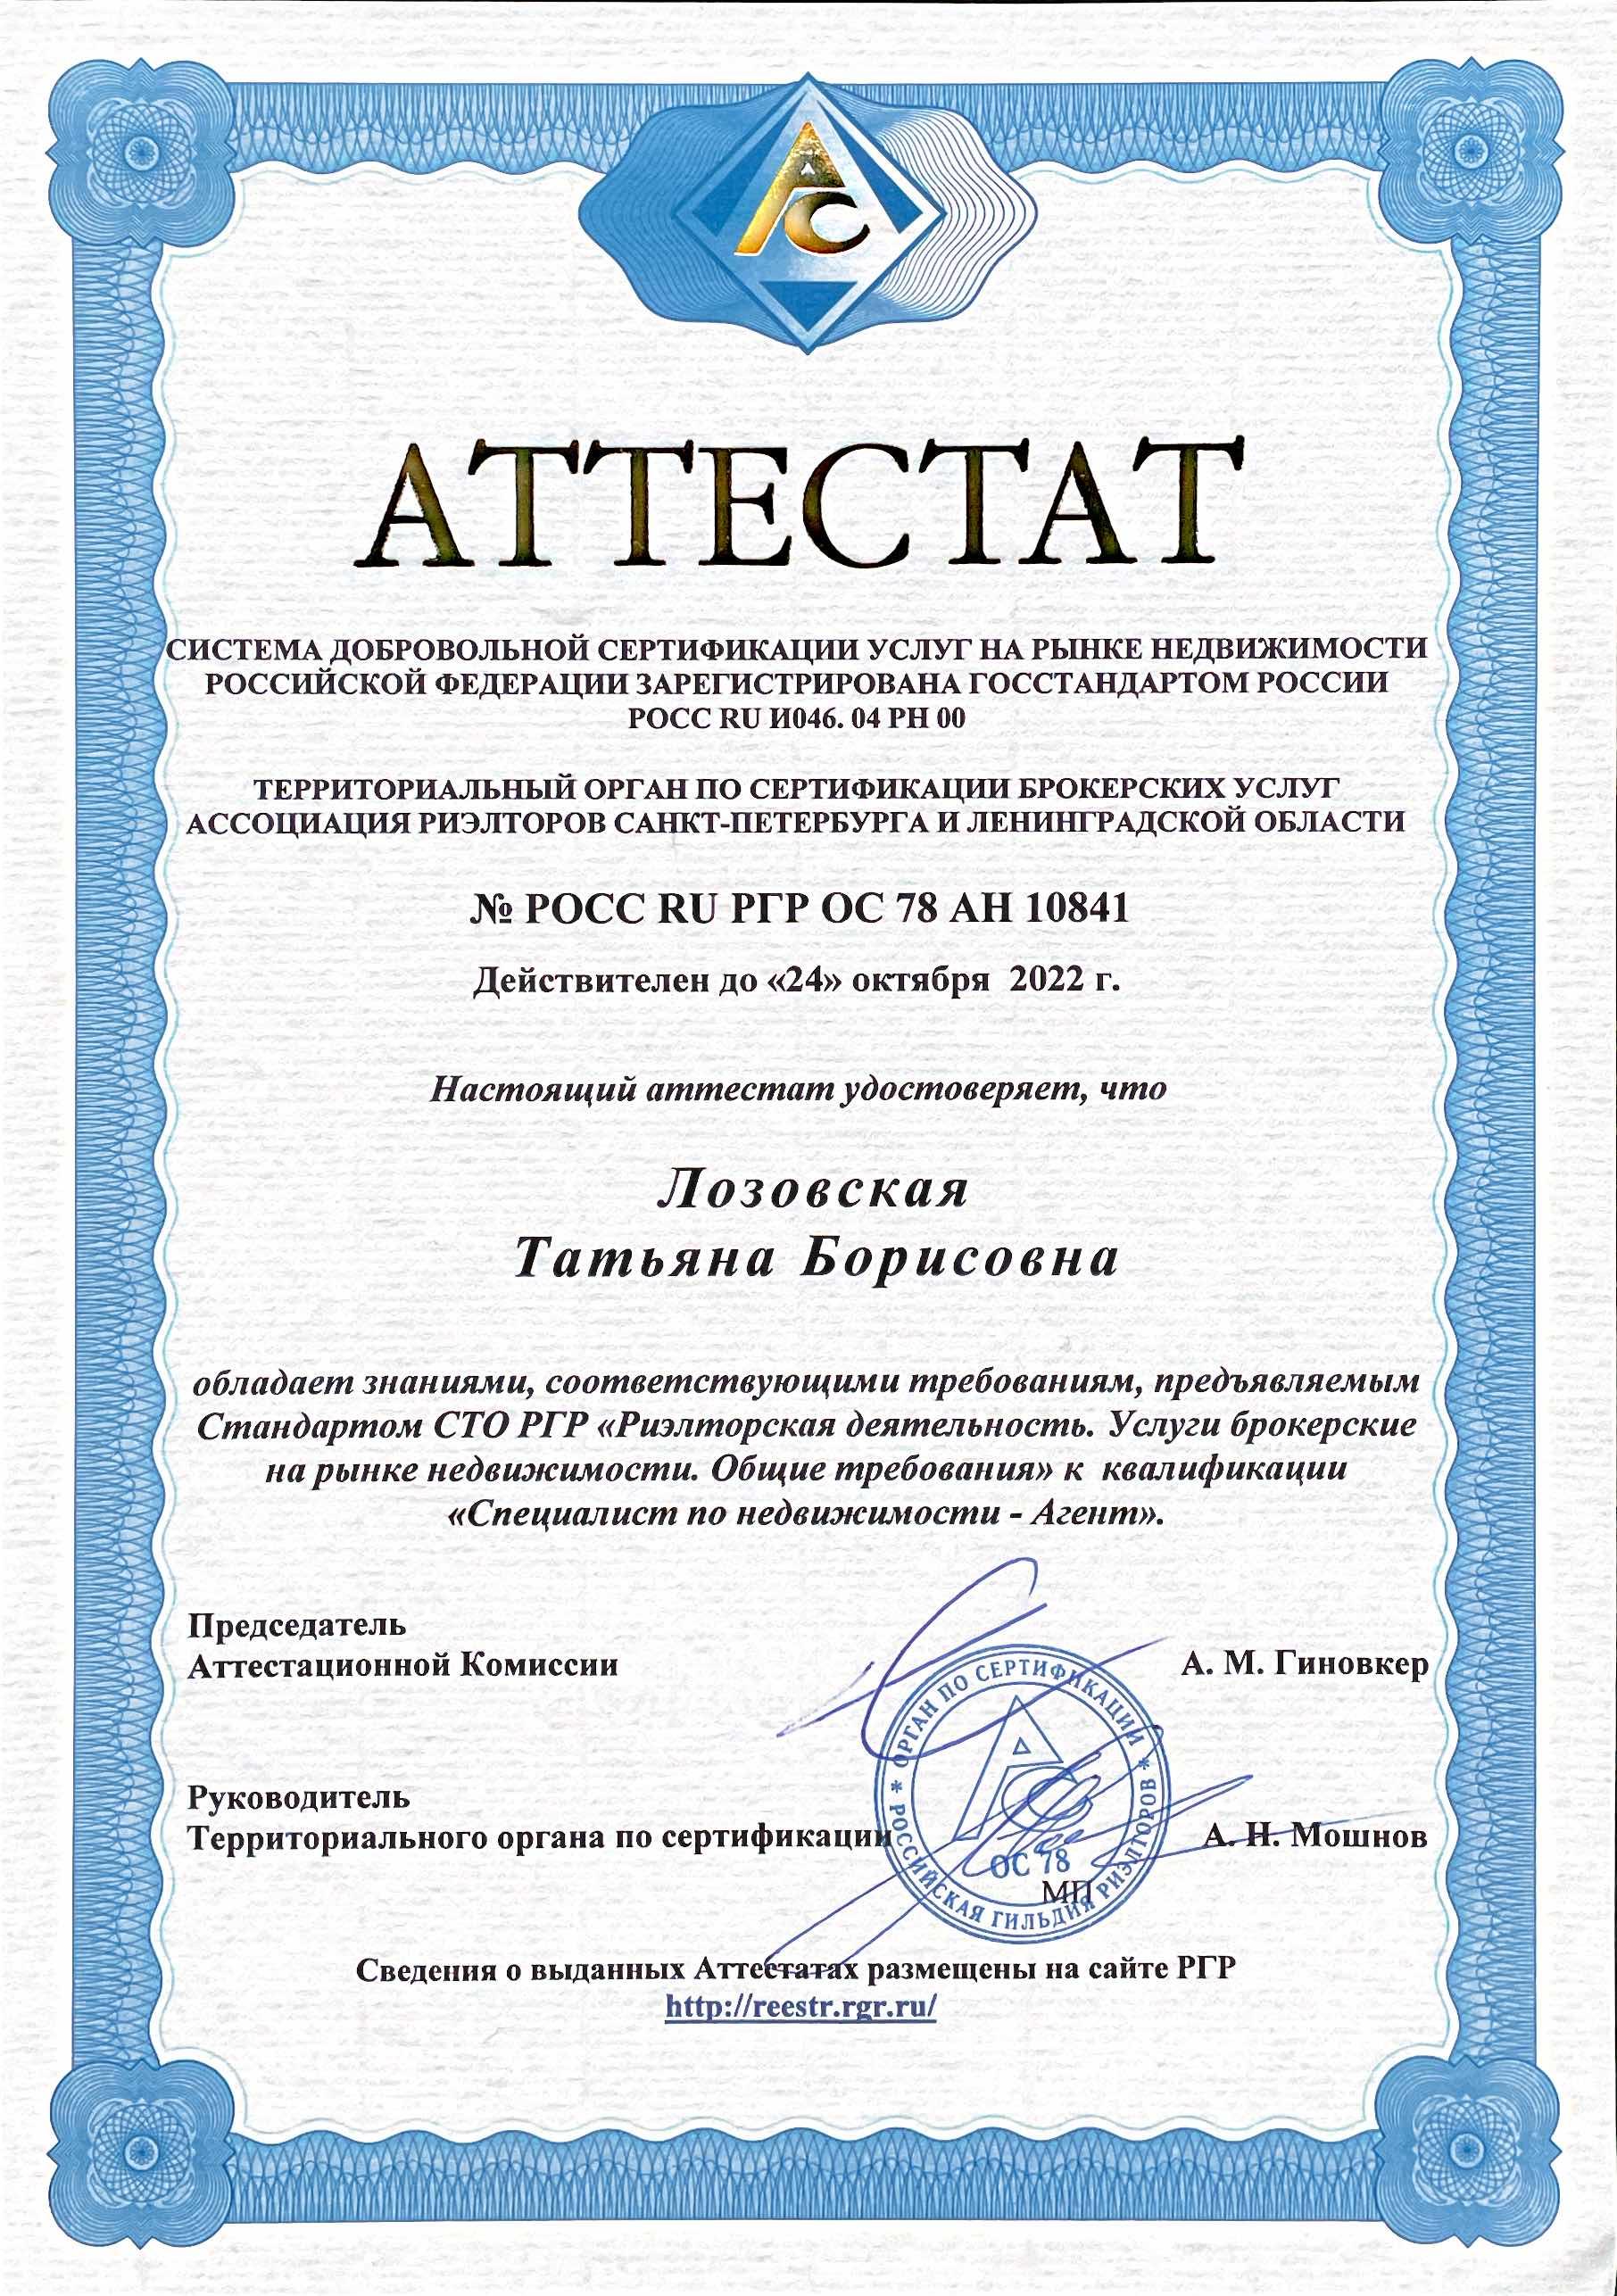 АС
АТТЕСТАТ
СИСТЕМА ДОБРОВОЛЬНОЙ СЕРТИФИКАЦИИ УСЛУГ НА РЫНКЕ НЕДВИЖИМОСТИ
РОССИЙСКОЙ ФЕДЕРАЦИИ ЗАРЕГИСТРИРОВАНА ГОССТАНДАРТОМ РОССИИ
РОСС RU И046. 04 РН 00
ТЕРРИТОРИАЛЬНЫЙ ОРГАН ПО СЕРТИФИКАЦИИ БРОКЕРСКИХ УСЛУГ
АССОЦИАЦИЯ РИЭЛТОРОВ САНКТ-ПЕТЕРБУРГА И ЛЕНИНГРАДСКОЙ ОБЛАСТИ
№ РОСС RU РГР ОС 78 АН 10841
Действителен до «24» октября 2022 г.
Настоящий аттестат удостоверяет, что
Лозовская
Татьяна Борисовна
обладает знаниями, соответствующими требованиям, предъявляемым
Стандартом СТО РГР «Риэлторская деятельность. Услуги брокерские
на рынке недвижимости. Общие требования» к квалификации
«Специалист по недвижимости - Агент».
Председатель
Аттестационной Комиссии
А. М. Гиновкер
Руководитель
Территориального органа по сертификации
А. Н. Мошнов
* ОРГАН ПО СЕРТИФИКАЦИИ * РОССИЙСКАЯ ГИЛЬДИЯ РИЭЛТОРОВ
ОС 78
МП
Сведения о выданных Аттестатах размещены на сайте РГР
http://reestr.rgr.ru/